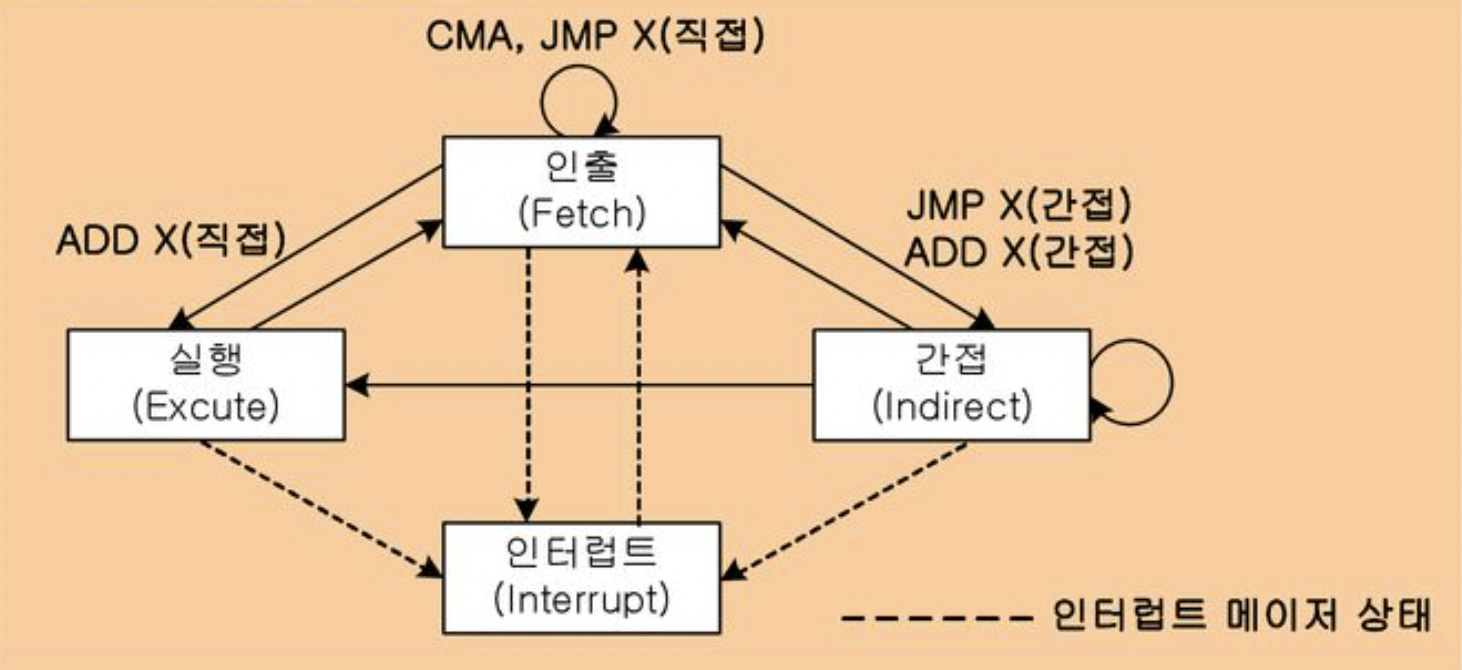 CMA, JMP X(직접)
인출
(Fetch)
JMP X(간접)
ADD X(간접)
ADD X(직접)
실행
(Excute)
간접
(Indirect)
인터럽트
(Interrupt)
인터럽트 메이저 상태